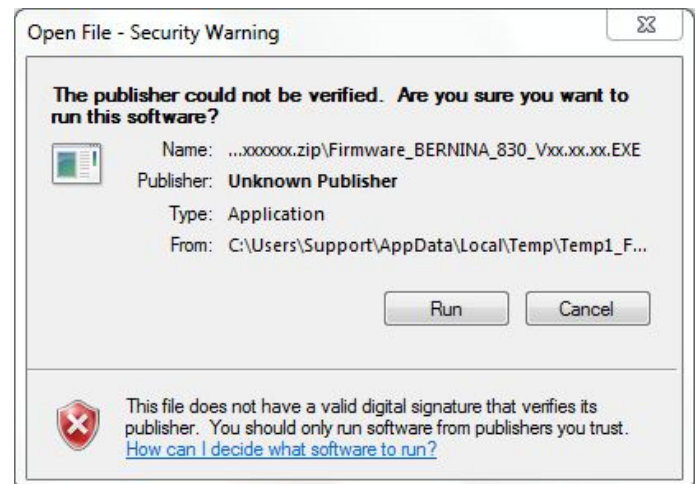 Open File - Security Warning
The publisher could not be verified. Are you sure you want to
run this software?
Name: ...xxxxxx.zip\Firmware_BERNINA_830_Vxx.xx.xx.EXE
Publisher: Unknown Publisher
Type: Application
From: C:\Users\Support\AppData\Local\Temp\Temp1_F...
Run Cancel
This file does not have a valid digital signature that verifies its
publisher. You should only run software from publishers you trust.
How can I decide what software to run?